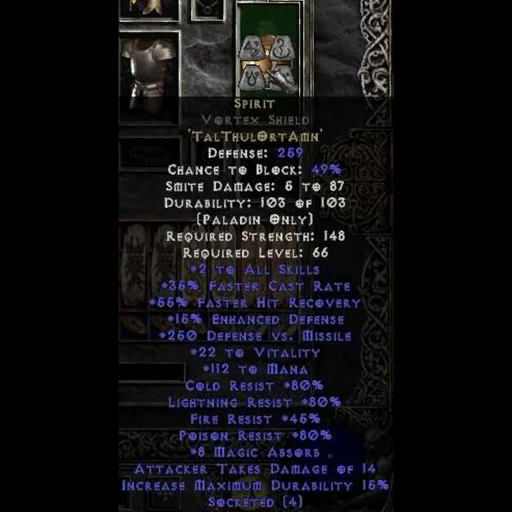 Spirit
Vortex Shield
'TalThulOrtAmn'
Defense: 259
Chance to Block: 49%
Smite Damage: 5 to 87
Durability: 103 of 103
(Paladin Only)
Required Strength: 148
Required Level: 66
+2 to All Skills
+35% Faster Cast Rate
+55% Faster Hit Recovery
+15% Enhanced Defense
+250 Defense vs. Missile
+22 to Vitality
+112 to Mana
Cold Resist +80%
Lightning Resist +80%
Fire Resist +45%
Poison Resist +80%
+8 Magic Absorb
Attacker Takes Damage of 14
Increase Maximum Durability 15%
Socketed (4)